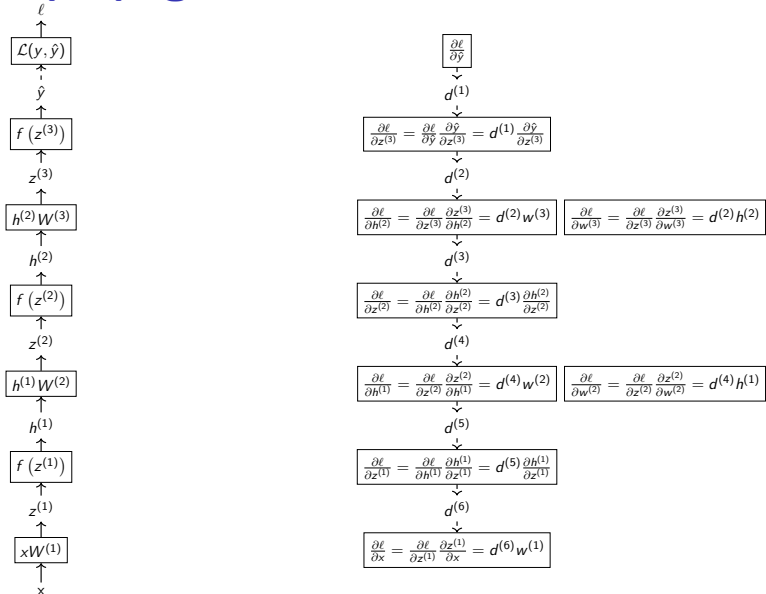 ℓ
ℒ(y, ŷ)
ŷ
f (z⁽³⁾)
z⁽³⁾
h⁽²⁾W⁽³⁾
h⁽²⁾
f (z⁽²⁾)
z⁽²⁾
h⁽¹⁾W⁽²⁾
h⁽¹⁾
f (z⁽¹⁾)
z⁽¹⁾
xW⁽¹⁾
x
∂ℓ/∂ŷ
d⁽¹⁾
∂ℓ/∂z⁽³⁾ = ∂ℓ/∂ŷ ∂ŷ/∂z⁽³⁾ = d⁽¹⁾ ∂ŷ/∂z⁽³⁾
d⁽²⁾
∂ℓ/∂h⁽²⁾ = ∂ℓ/∂z⁽³⁾ ∂z⁽³⁾/∂h⁽²⁾ = d⁽²⁾w⁽³⁾
∂ℓ/∂w⁽³⁾ = ∂ℓ/∂z⁽³⁾ ∂z⁽³⁾/∂w⁽³⁾ = d⁽²⁾h⁽²⁾
d⁽³⁾
∂ℓ/∂z⁽²⁾ = ∂ℓ/∂h⁽²⁾ ∂h⁽²⁾/∂z⁽²⁾ = d⁽³⁾ ∂h⁽²⁾/∂z⁽²⁾
d⁽⁴⁾
∂ℓ/∂h⁽¹⁾ = ∂ℓ/∂z⁽²⁾ ∂z⁽²⁾/∂h⁽¹⁾ = d⁽⁴⁾w⁽²⁾
∂ℓ/∂w⁽²⁾ = ∂ℓ/∂z⁽²⁾ ∂z⁽²⁾/∂w⁽²⁾ = d⁽⁴⁾h⁽¹⁾
d⁽⁵⁾
∂ℓ/∂z⁽¹⁾ = ∂ℓ/∂h⁽¹⁾ ∂h⁽¹⁾/∂z⁽¹⁾ = d⁽⁵⁾ ∂h⁽¹⁾/∂z⁽¹⁾
d⁽⁶⁾
∂ℓ/∂x = ∂ℓ/∂z⁽¹⁾ ∂z⁽¹⁾/∂x = d⁽⁶⁾w⁽¹⁾